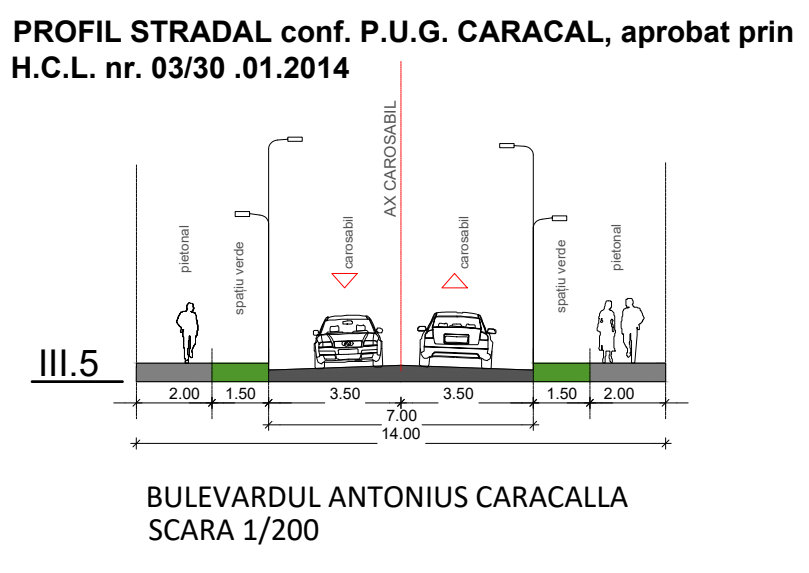 PROFIL STRADAL conf. P.U.G. CARACAL, aprobat prin
H.C.L. nr. 03/30 .01.2014
AX CAROSABIL
pietonal
spațiu verde
carosabil
carosabil
spațiu verde
pietonal
III.5
2.00 1.50 3.50 3.50 1.50 2.00
7.00
14.00
BULEVARDUL ANTONIUS CARACALLA
SCARA 1/200